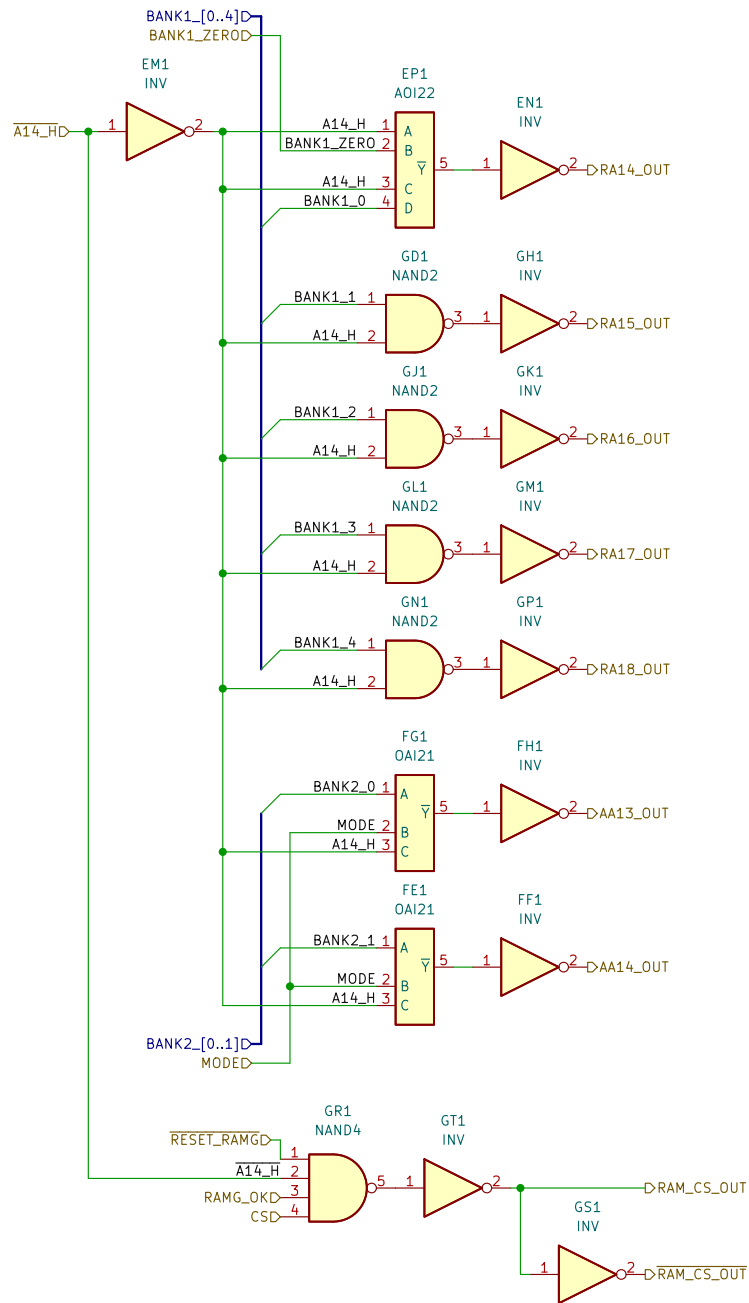 BANK1_[0..4]
BANK1_ZERO
EM1
INV
A14_H
1
2
EP1
AOI22
A14_H 1 A
BANK1_ZERO 2 B
A14_H 3 C
BANK1_0 4 D
Y 5
EN1
INV
1 2 RA14_OUT
GD1
NAND2
BANK1_1 1
A14_H 2
3
GH1
INV
1 2 RA15_OUT
GJ1
NAND2
BANK1_2 1
A14_H 2
3
GK1
INV
1 2 RA16_OUT
GL1
NAND2
BANK1_3 1
A14_H 2
3
GM1
INV
1 2 RA17_OUT
GN1
NAND2
BANK1_4 1
A14_H 2
3
GP1
INV
1 2 RA18_OUT
FG1
OAI21
BANK2_0 1 A
MODE 2 B
A14_H 3 C
Y 5
FH1
INV
1 2 AA13_OUT
FE1
OAI21
BANK2_1 1 A
MODE 2 B
A14_H 3 C
Y 5
FF1
INV
1 2 AA14_OUT
BANK2_[0..1]
MODE
GR1
NAND4
RESET_RAMG
1
A14_H 2
RAMG_OK 3
CS 4
5
GT1
INV
1 2 RAM_CS_OUT
GS1
INV
1 2 RAM_CS_OUT